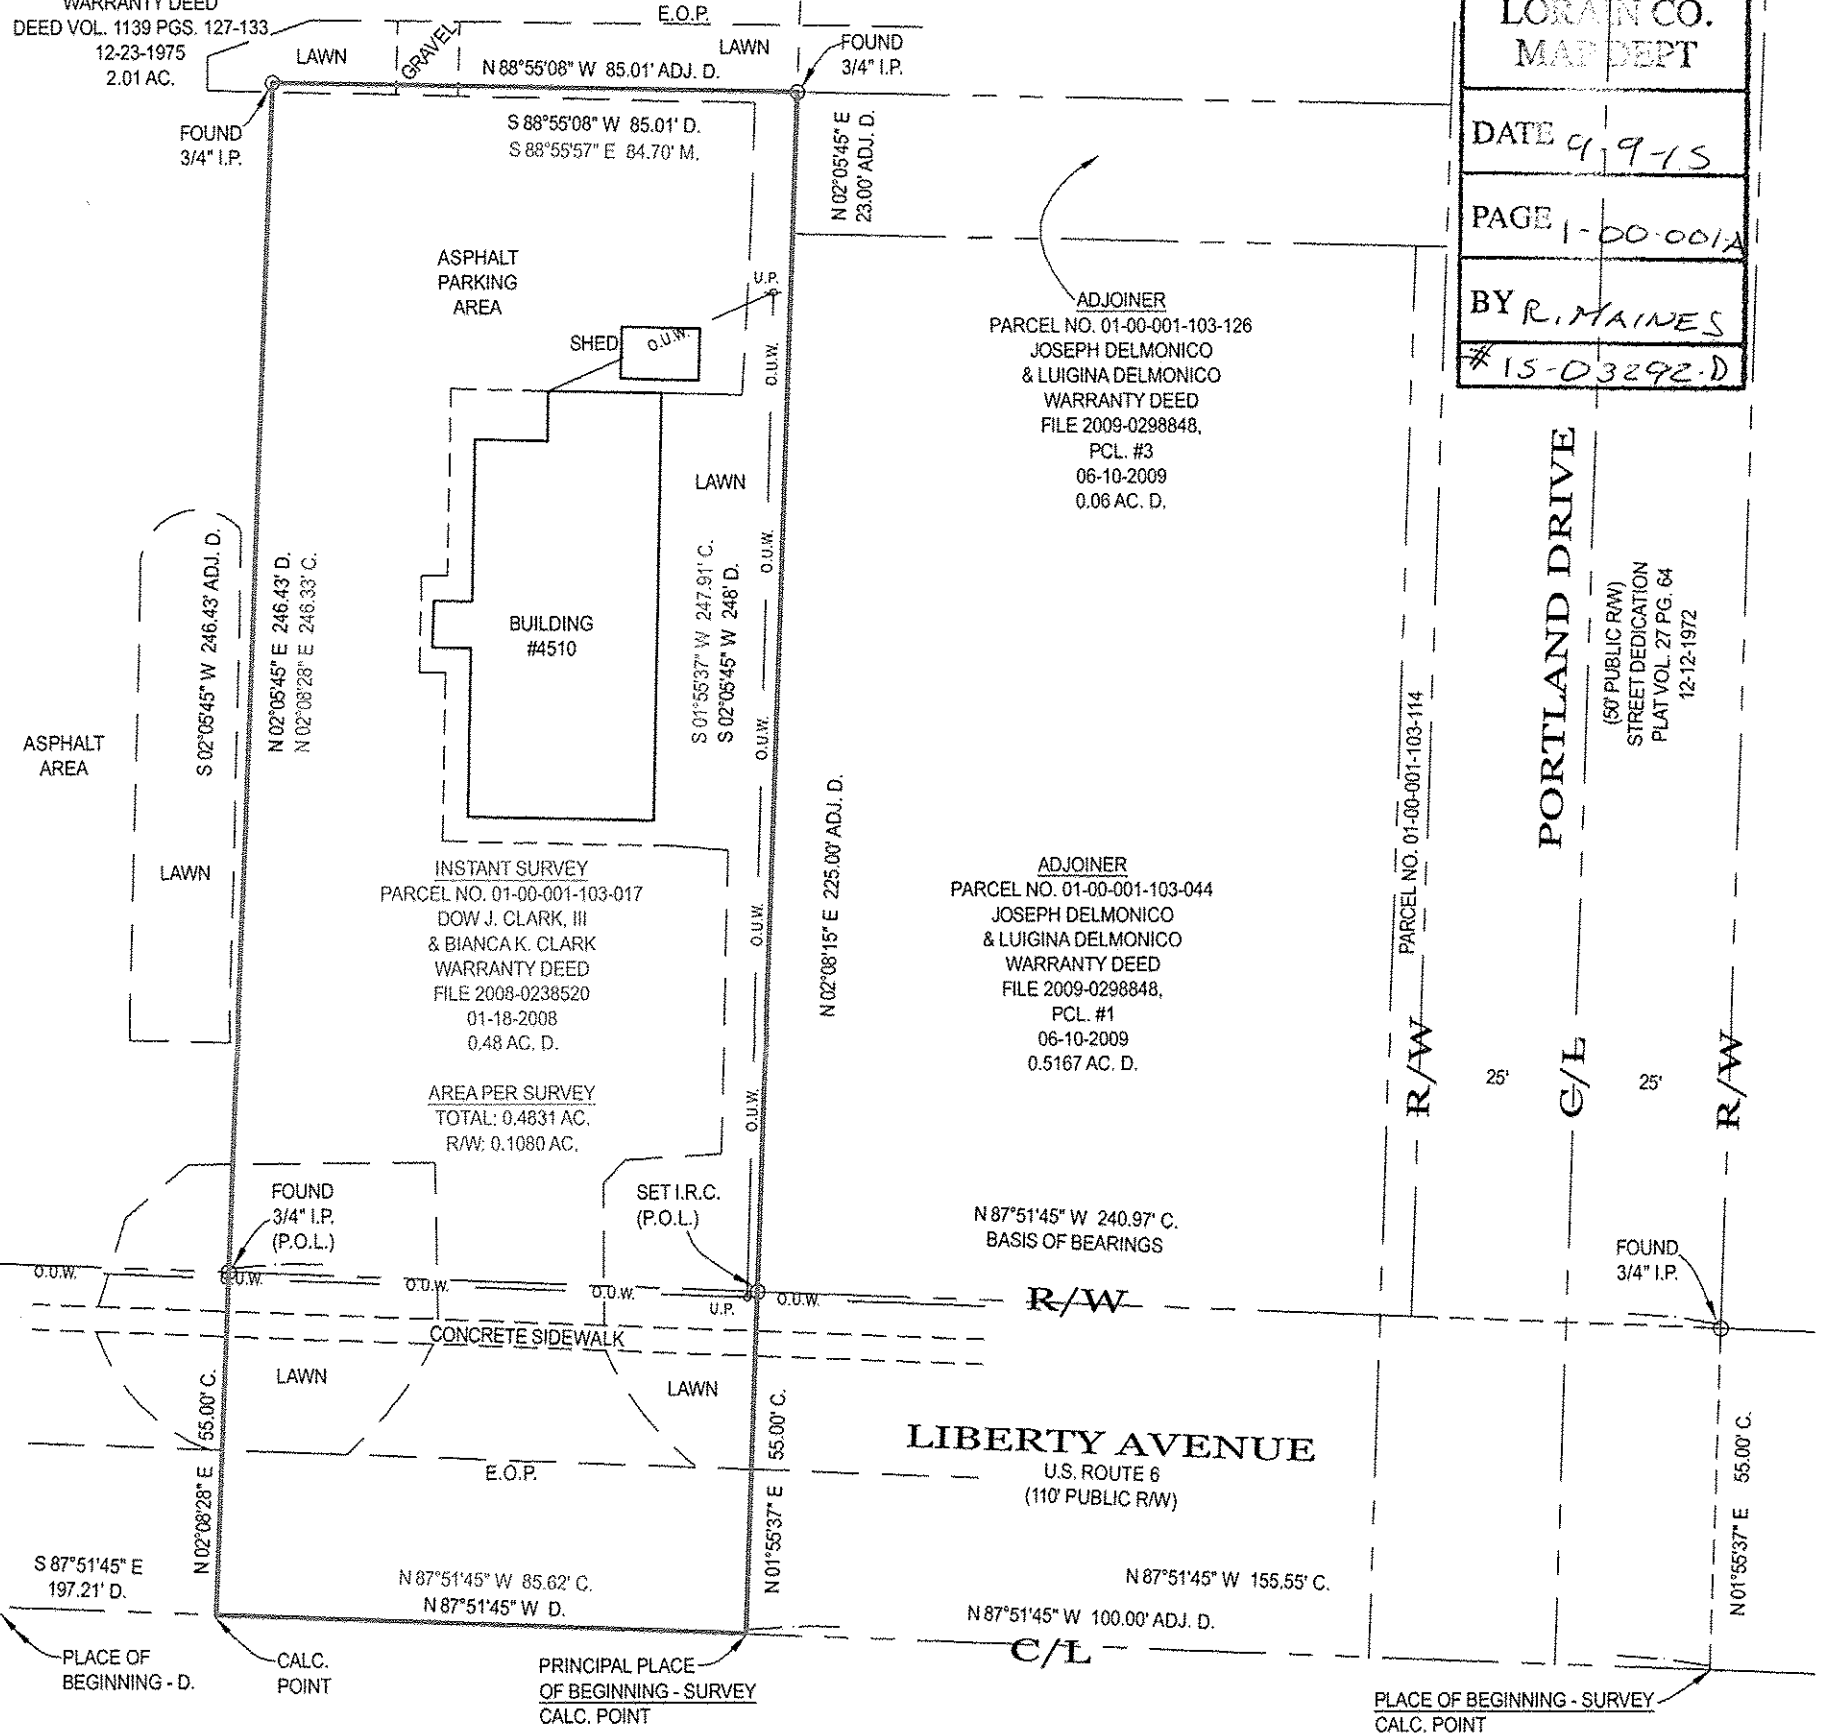 WARRANTY DEED
DEED VOL. 1139 PGS. 127-133
12-23-1975
2.01 AC.
LAWN
GRAVEL
E.O.P.
LAWN
FOUND
3/4" I.P.
N 88°55'08" W 85.01' ADJ. D.
FOUND
3/4" I.P.
S 88°55'08" W 85.01' D.
S 88°55'57" E 84.70' M.
N 02°05'45" E
23.00' ADJ. D.
LORAIN CO.
MAP DEPT
DATE 9-9-15
PAGE 1-00-001A
BY R. MAINES
# 15-03292-D
ASPHALT
PARKING
AREA
U.P.
SHED
O.U.W.
O.U.W.
ADJOINER
PARCEL NO. 01-00-001-103-126
JOSEPH DELMONICO
& LUIGINA DELMONICO
WARRANTY DEED
FILE 2009-0298848,
PCL. #3
06-10-2009
0.06 AC. D.
LAWN
O.U.W.
S 02°05'45" W 246.43' ADJ. D.
N 02°05'45" E 246.43' D.
N 02°08'28" E 246.33' C.
BUILDING
#4510
S 01°55'37" W 247.91' C.
S 02°05'45" W 248' D.
O.U.W.
PORTLAND DRIVE
(50' PUBLIC R/W)
STREET DEDICATION
PLAT VOL. 27 PG. 64
12-12-1972
PARCEL NO. 01-00-001-103-114
ASPHALT
AREA
LAWN
N 02°08'15" E 225.00' ADJ. D.
O.U.W.
INSTANT SURVEY
PARCEL NO. 01-00-001-103-017
DOW J. CLARK, III
& BIANCA K. CLARK
WARRANTY DEED
FILE 2008-0238520
01-18-2008
0.48 AC. D.
AREA PER SURVEY
TOTAL: 0.4831 AC.
R/W: 0.1080 AC.
ADJOINER
PARCEL NO. 01-00-001-103-044
JOSEPH DELMONICO
& LUIGINA DELMONICO
WARRANTY DEED
FILE 2009-0298848,
PCL. #1
06-10-2009
0.5167 AC. D.
O.U.W.
R/W
25'
C/L
25'
R/W
FOUND
3/4" I.P.
(P.O.L.)
SET I.R.C.
(P.O.L.)
N 87°51'45" W 240.97' C.
BASIS OF BEARINGS
FOUND
3/4" I.P.
O.U.W.
O.U.W.
O.U.W.
O.U.W.
U.P.
O.U.W.
R/W
CONCRETE SIDEWALK
LAWN
LAWN
N 02°08'28" E 55.00' C.
N 01°55'37" E 55.00' C.
LIBERTY AVENUE
U.S. ROUTE 6
(110' PUBLIC R/W)
E.O.P.
N 01°55'37" E 55.00' C.
S 87°51'45" E
197.21' D.
N 87°51'45" W 85.62' C.
N 87°51'45" W D.
N 87°51'45" W 155.55' C.
N 87°51'45" W 100.00' ADJ. D.
C/L
PLACE OF
BEGINNING - D.
CALC.
POINT
PRINCIPAL PLACE
OF BEGINNING - SURVEY
CALC. POINT
PLACE OF BEGINNING - SURVEY
CALC. POINT